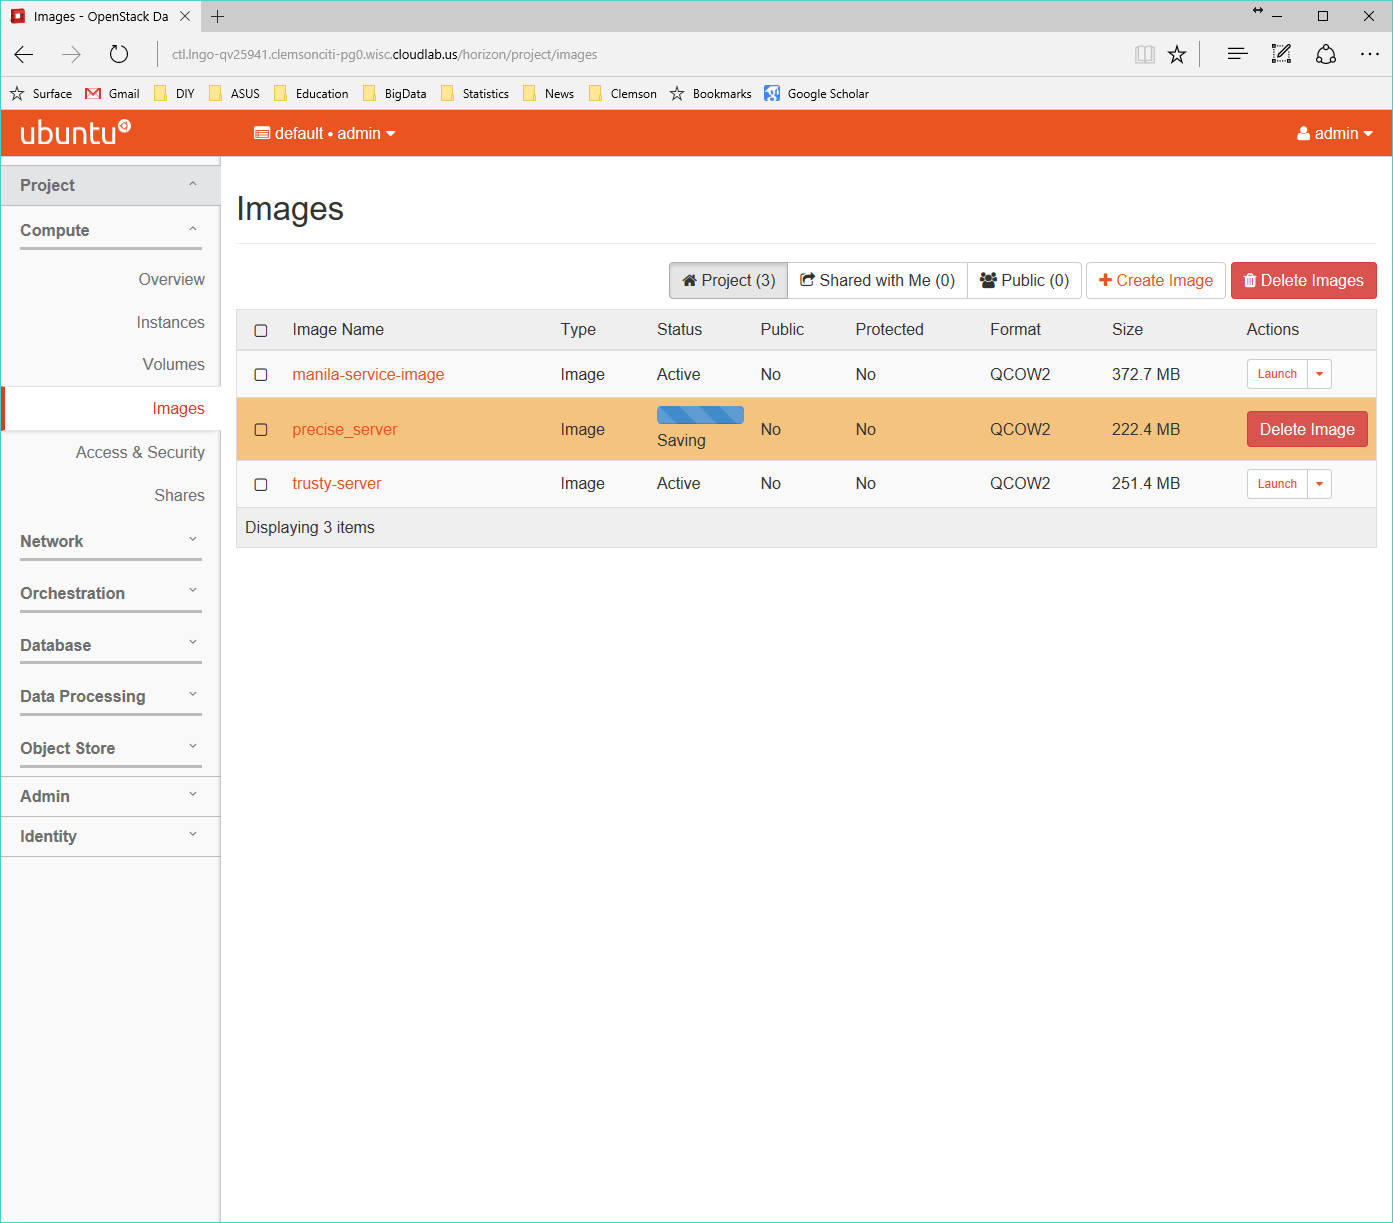 Images - OpenStack Da
ctl.lngo-qv25941.clemsonciti-pg0.wisc.cloudlab.us/horizon/project/images
Surface Gmail DIY ASUS Education BigData Statistics News Clemson Bookmarks Google Scholar
ubuntu default • admin admin
Project
Compute
Overview
Instances
Volumes
Images
Access & Security
Shares
Network
Orchestration
Database
Data Processing
Object Store
Admin
Identity
Images
Project (3) Shared with Me (0) Public (0) Create Image Delete Images
Image Name Type Status Public Protected Format Size Actions
manila-service-image Image Active No No QCOW2 372.7 MB Launch
precise_server Image Saving No No QCOW2 222.4 MB Delete Image
trusty-server Image Active No No QCOW2 251.4 MB Launch
Displaying 3 items